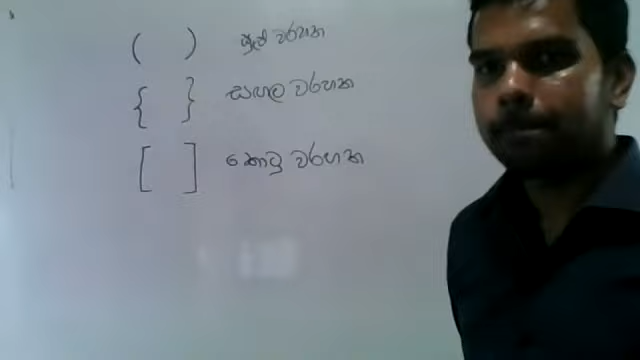 ( ) සුළු වරහන
{ } සඟල වරහන
[ ] කොටු වරහන